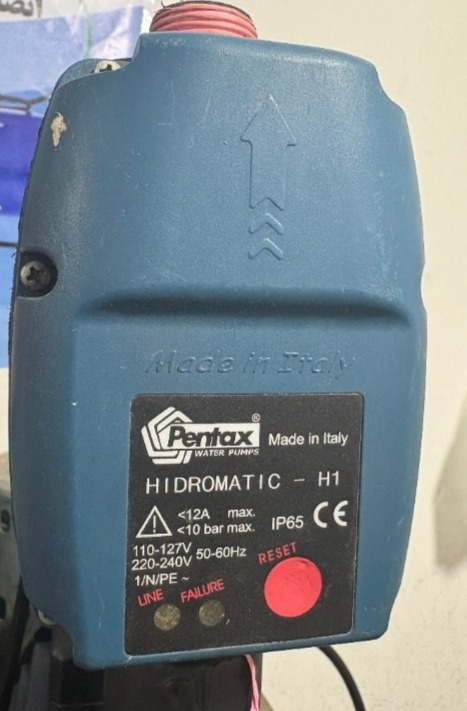 Made in Italy
Pentax ® Made in Italy
WATER PUMPS
HIDROMATIC - H1
<12A max.
<10 bar max. IP65 CE
110-127V
220-240V 50-60Hz
1/N/PE ~
RESET
LINE FAILURE